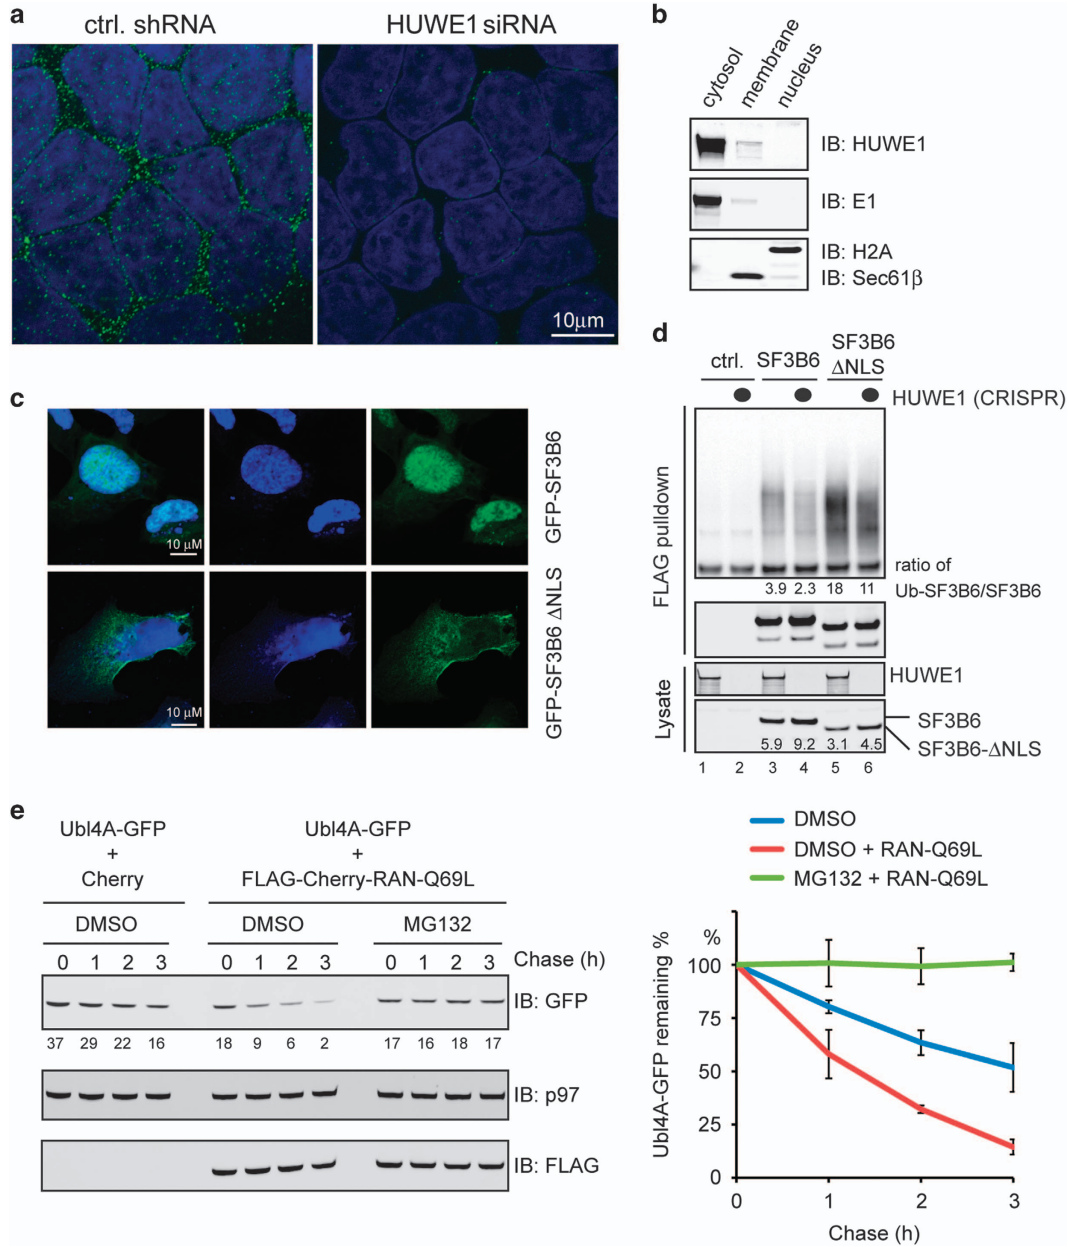 a
ctrl. shRNA
HUWE1 siRNA
10μm
b
cytosol
membrane
nucleus
IB: HUWE1
IB: E1
IB: H2A
IB: Sec61β
c
GFP-SF3B6
10 μM
GFP-SF3B6 ΔNLS
10 μM
d
ctrl.
SF3B6
SF3B6
ΔNLS
HUWE1 (CRISPR)
FLAG pulldown
ratio of
Ub-SF3B6/SF3B6
3.9 2.3 18 11
Lysate
HUWE1
SF3B6
SF3B6-ΔNLS
5.9 9.2 3.1 4.5
1 2 3 4 5 6
e
Ubl4A-GFP
+
Cherry
Ubl4A-GFP
+
FLAG-Cherry-RAN-Q69L
DMSO
DMSO
MG132
0 1 2 3 0 1 2 3 0 1 2 3 Chase (h)
IB: GFP
37 29 22 16 18 9 6 2 17 16 18 17
IB: p97
IB: FLAG
DMSO
DMSO + RAN-Q69L
MG132 + RAN-Q69L
Ubl4A-GFP remaining %
%
100
75
50
25
0
0 1 2 3
Chase (h)